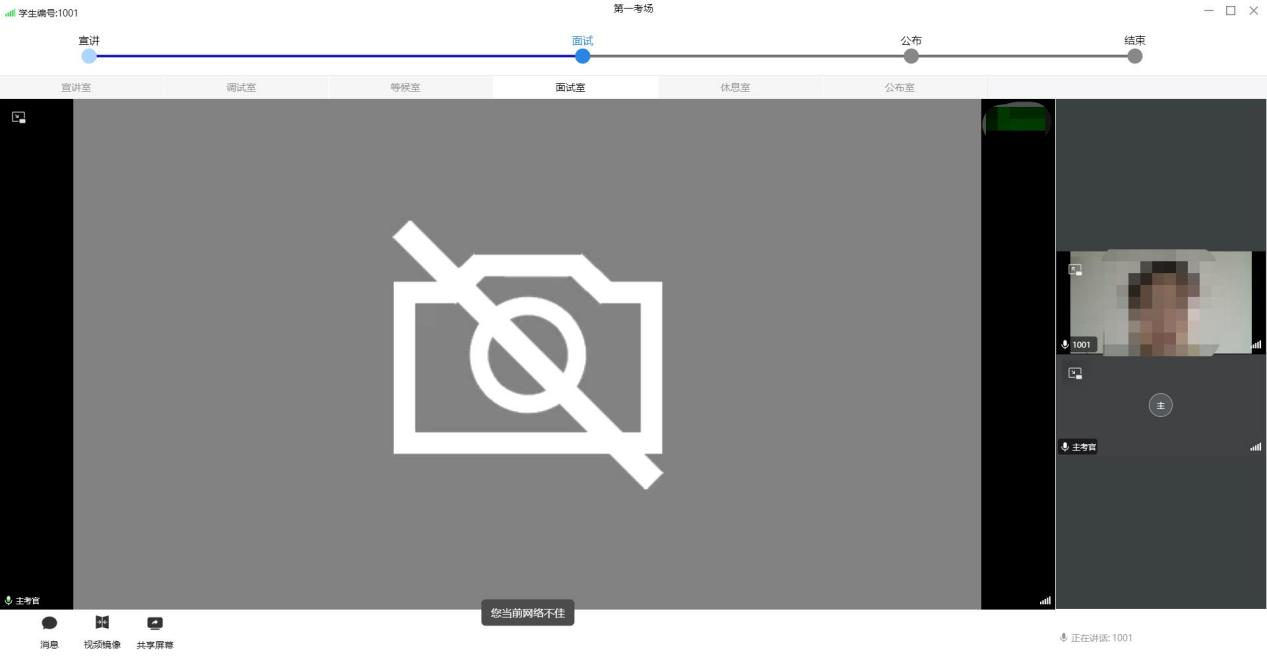 学生编号:1001
第一考场
宣讲
面试
公布
结束
宣讲室
调试室
等候室
面试室
休息室
公布室
1001
主
主考官
主考官
您当前网络不佳
消息
视频镜像
共享屏幕
正在讲话: 1001